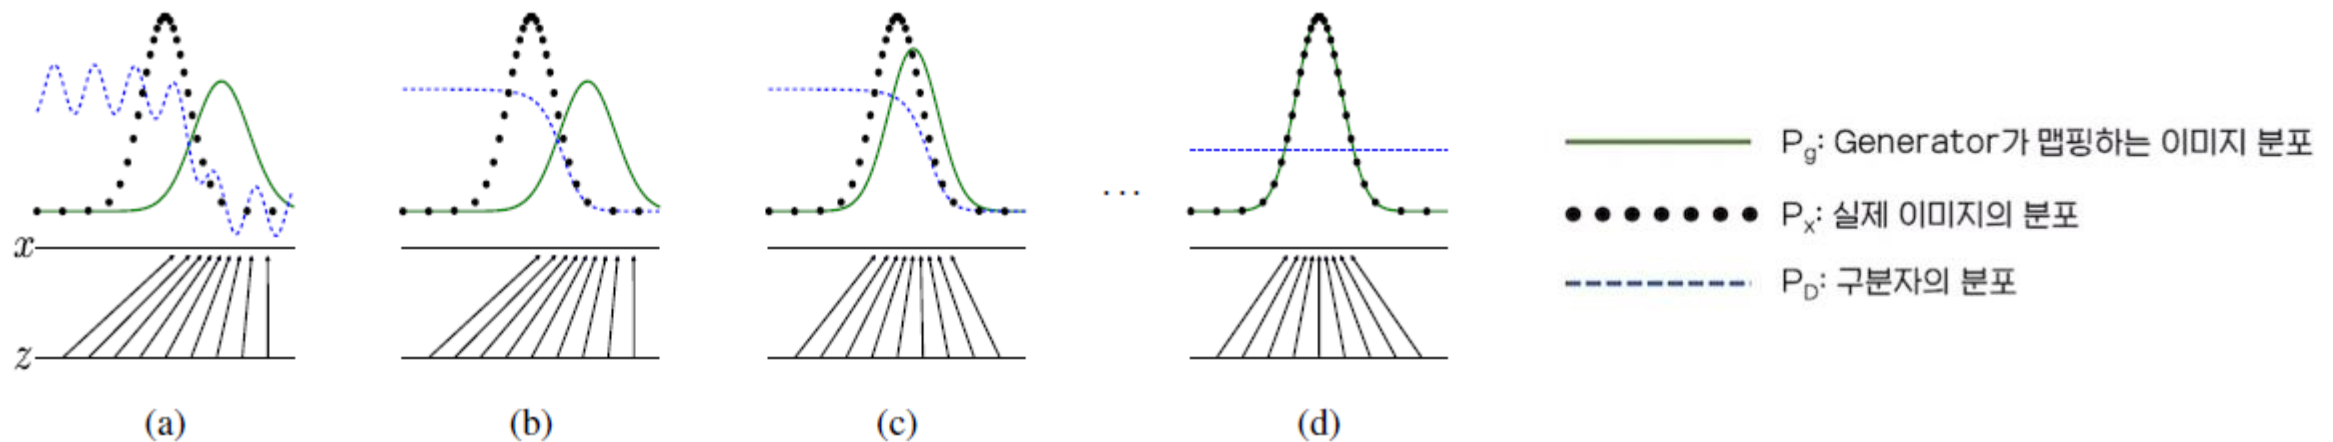 x
z
(a)
(b)
(c)
...
(d)
Pg: Generator가 맵핑하는 이미지 분포
Px: 실제 이미지의 분포
PD: 구분자의 분포